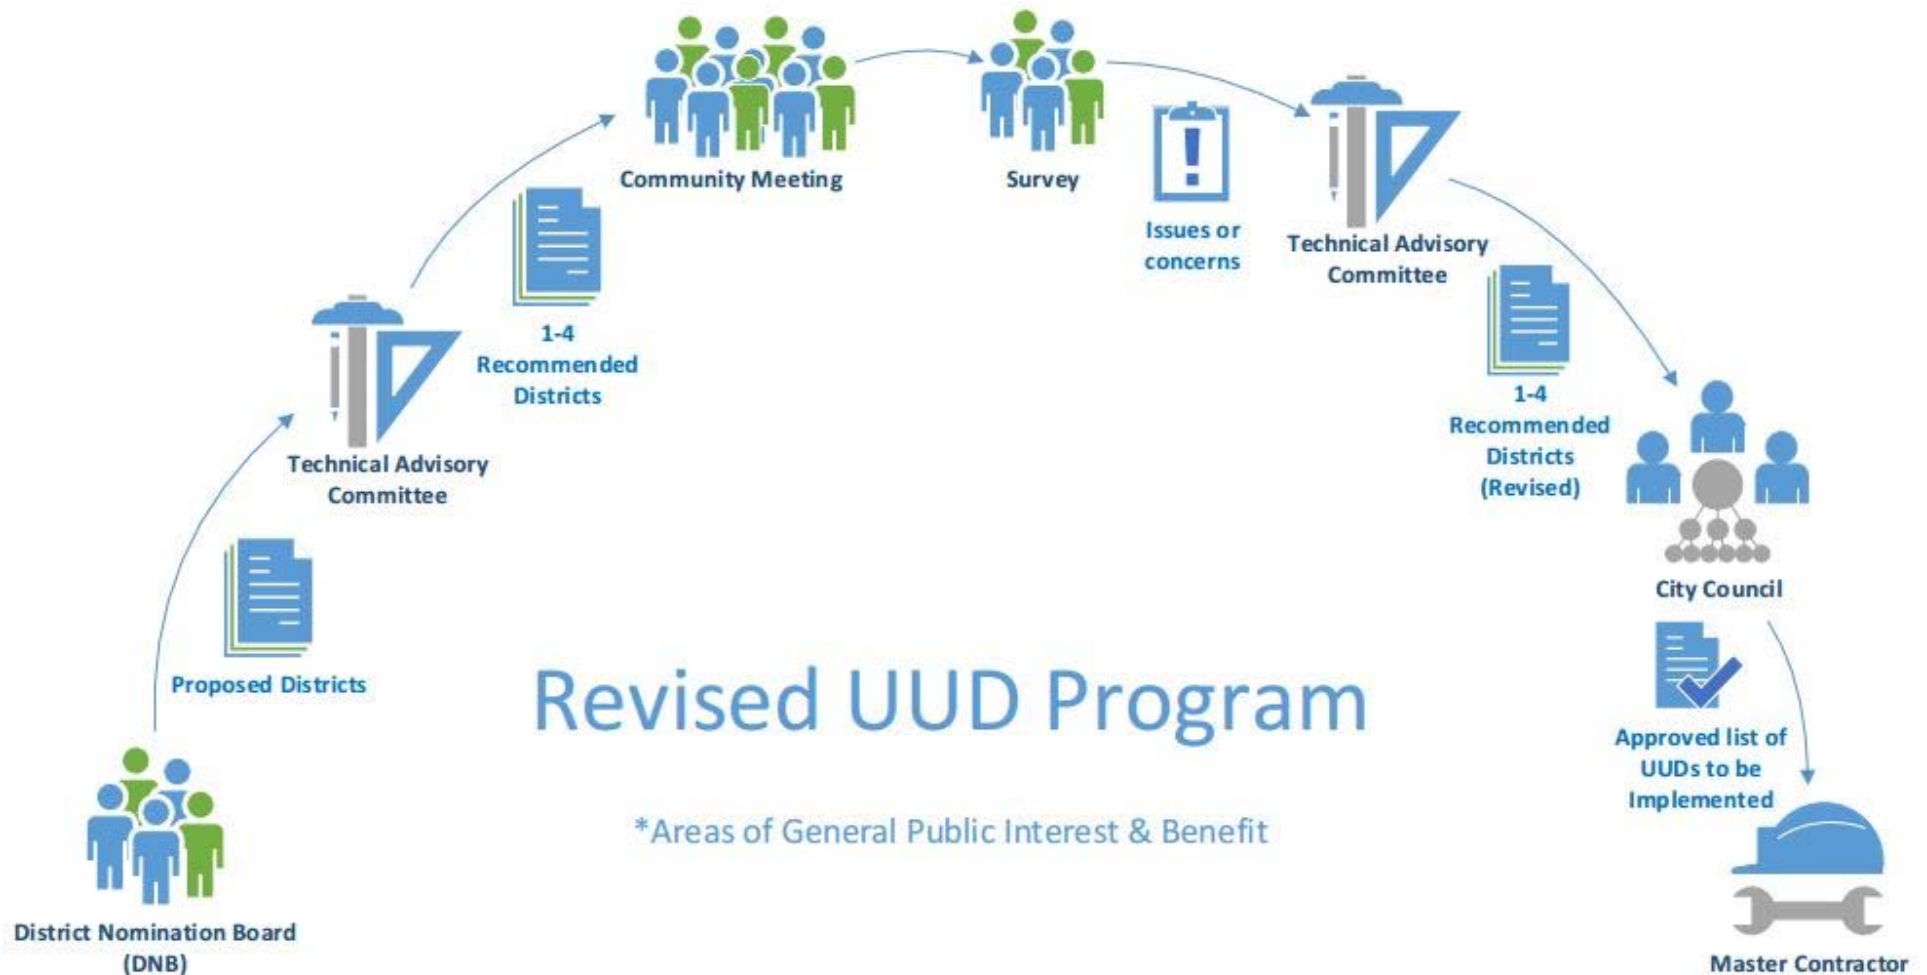 Community Meeting
Survey
Issues or
concerns
Technical Advisory
Committee
1-4
Recommended
Districts
1-4
Recommended
Districts
(Revised)
Technical Advisory
Committee
City Council
Proposed Districts
Revised UUD Program
Approved list of
UUDs to be
Implemented
*Areas of General Public Interest & Benefit
District Nomination Board
(DNB)
Master Contractor